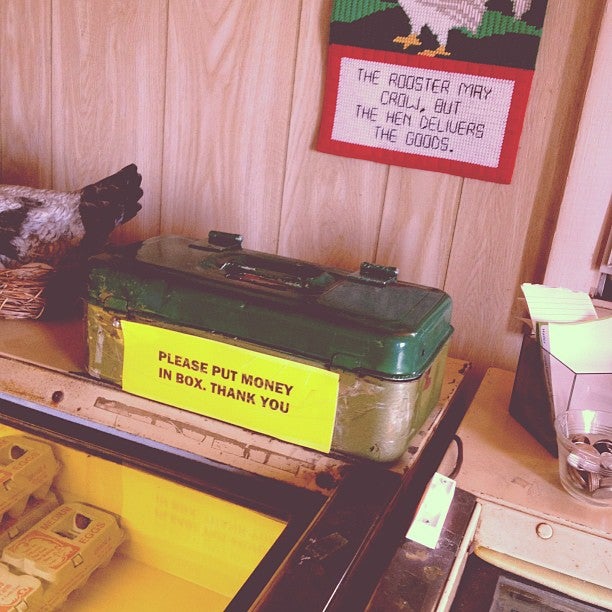 THE ROOSTER MAY
CROW, BUT
THE HEN DELIVERS
THE GOODS.
PLEASE PUT MONEY
IN BOX. THANK YOU